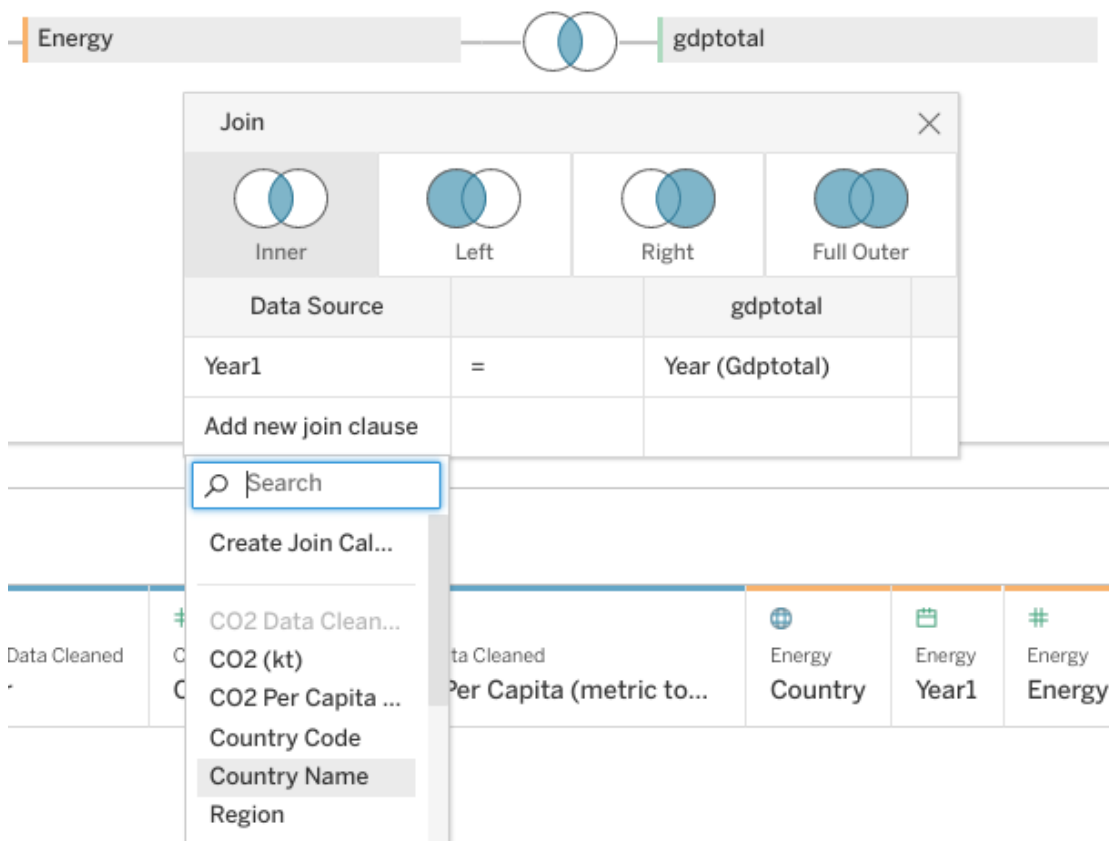 Energy
gdptotal
Join
Inner
Left
Right
Full Outer
Data Source
gdptotal
Year1
=
Year (Gdptotal)
Add new join clause
Search
Create Join Cal...
CO2 Data Clean...
CO2 (kt)
CO2 Per Capita ...
Country Code
Country Name
Region
Data Cleaned
ta Cleaned
Per Capita (metric to...
Energy
Country
Energy
Year1
Energy
Energy